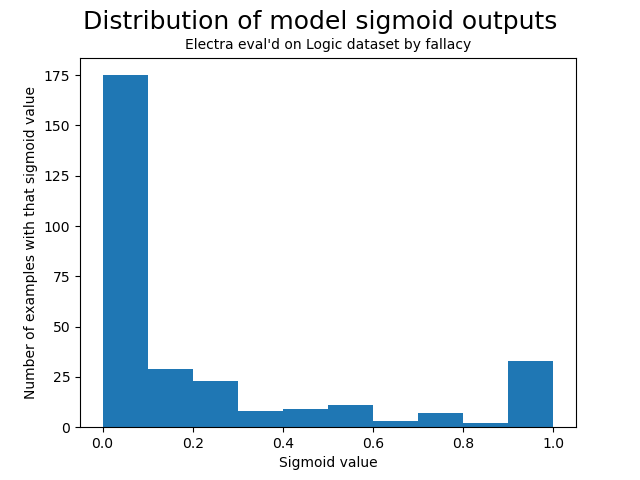 Distribution of model sigmoid outputs
Electra eval'd on Logic dataset by fallacy
Number of examples with that sigmoid value
175
150
125
100
75
50
25
0
0.0 0.2 0.4 0.6 0.8 1.0
Sigmoid value